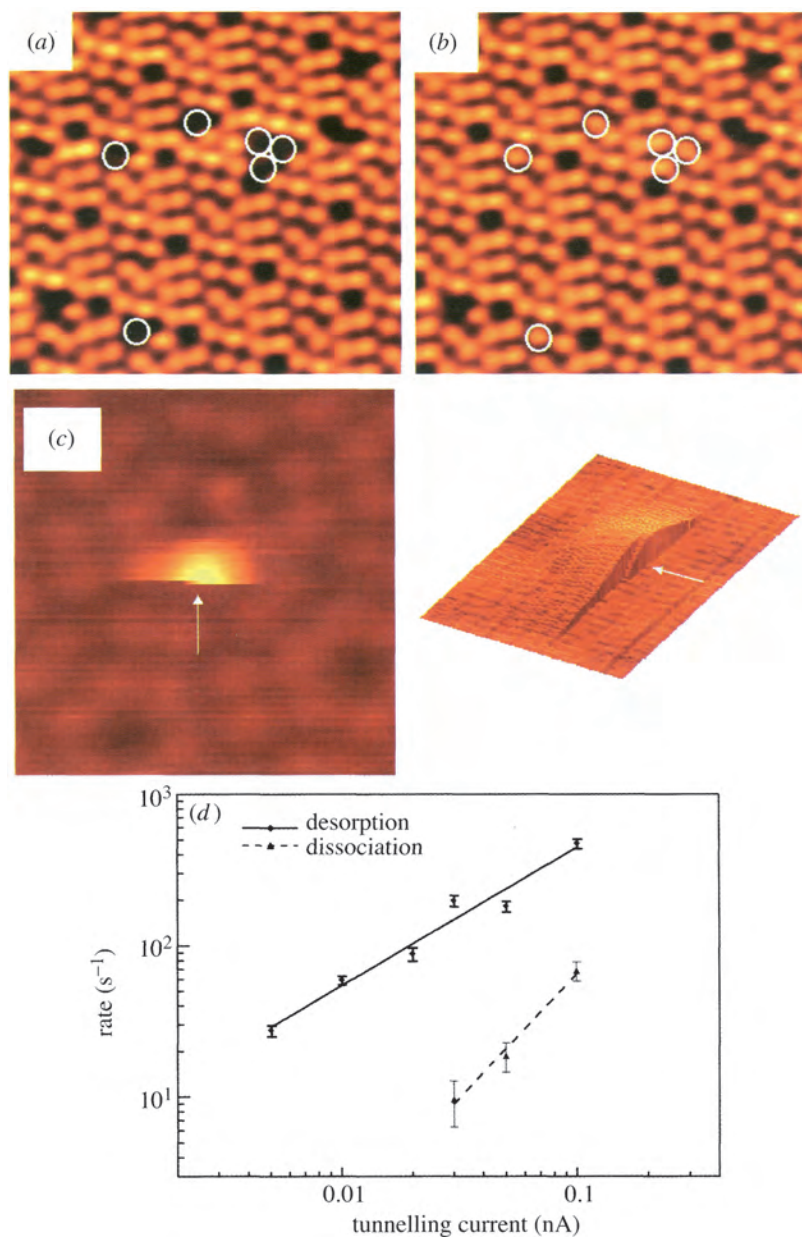 (a)
(b)
(c)
(d)
desorption
dissociation
10³
10²
10¹
rate (s⁻¹)
0.01
0.1
tunnelling current (nA)